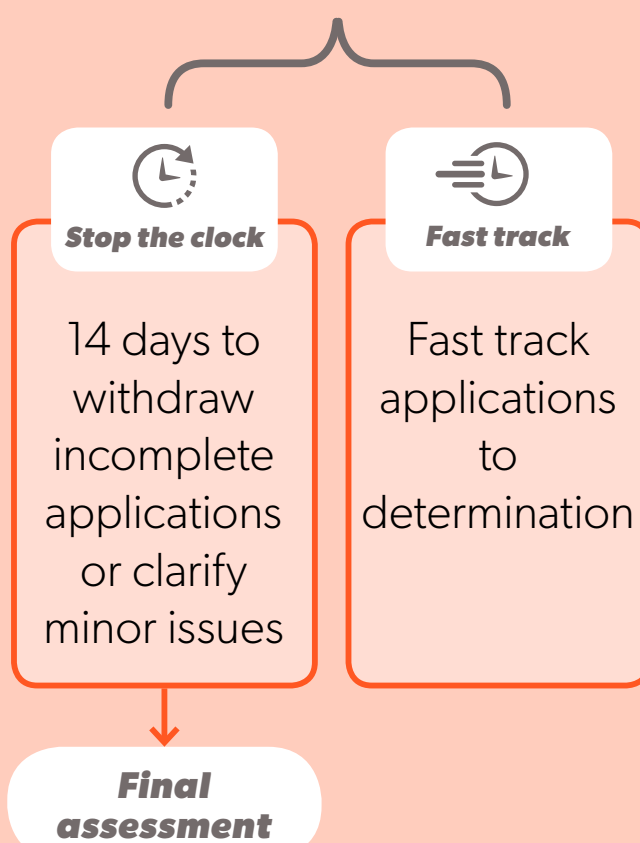 Stop the clock
14 days to
withdraw
incomplete
applications
or clarify
minor issues
Final
assessment
Fast track
Fast track
applications
to
determination